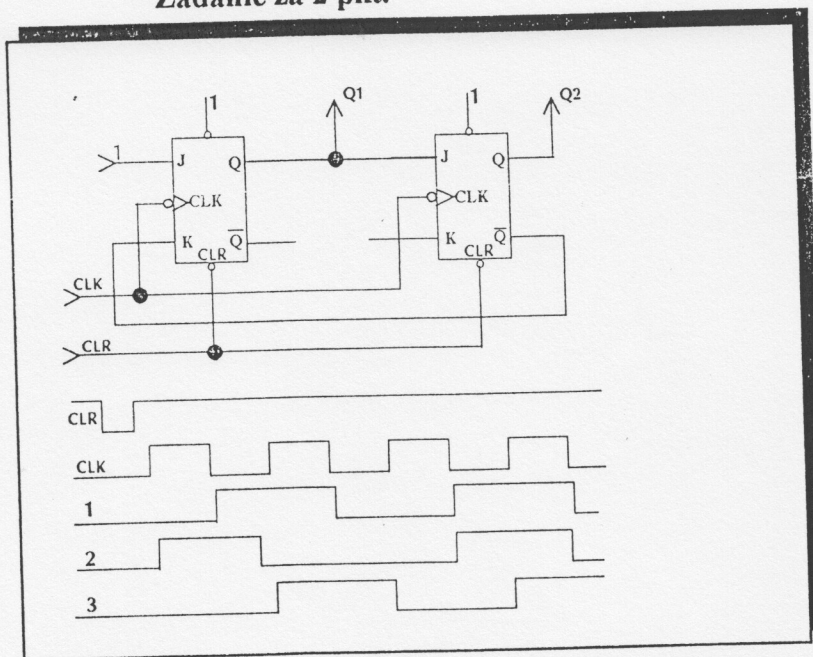 Zadanie za 2 pkt.
1 Q1 1 Q2
1 J Q J Q
CLK CLK
K Q̅ K Q̅
CLR CLR
CLK
CLR
CLR
CLK
1
2
3